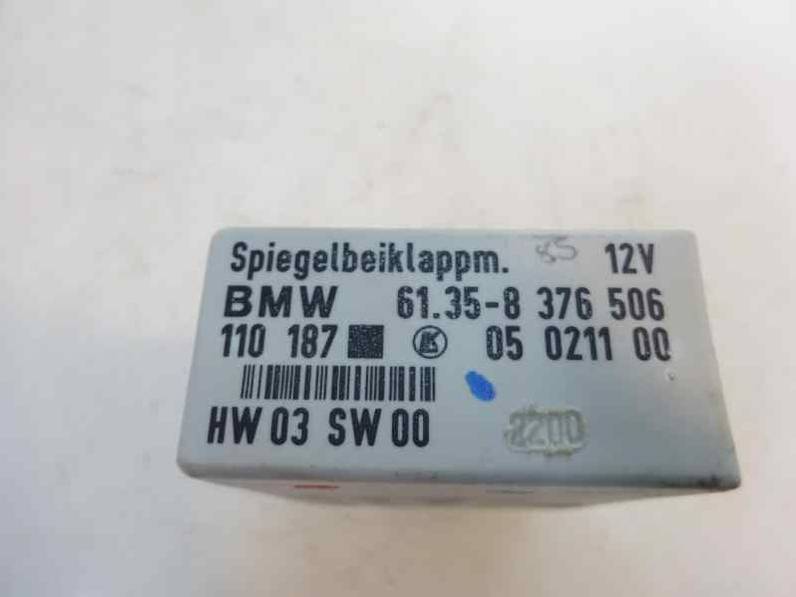 Spiegelbeiklappm. 85 12V
BMW 61.35-8 376 506
110 187 05 0211 00
HW 03 SW 00 2200